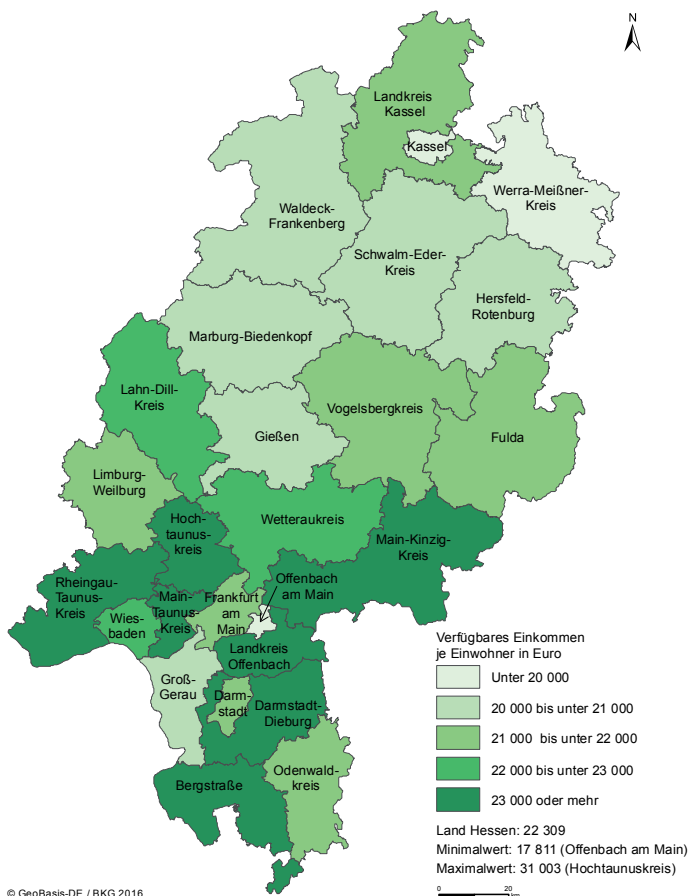 N
Landkreis
Kassel
Kassel
Werra-Meißner-
Kreis
Waldeck-
Frankenberg
Schwalm-Eder-
Kreis
Hersfeld-
Rotenburg
Marburg-Biedenkopf
Lahn-Dill-
Kreis
Vogelsbergkreis
Gießen
Fulda
Limburg-
Weilburg
Hoch-
taunus-
kreis
Wetteraukreis
Main-Kinzig-
Kreis
Rheingau-
Taunus-
Kreis
Main-
Taunus-
Kreis
Frankfurt
am
Main
Offenbach
am Main
Wies-
baden
Landkreis
Offenbach
Groß-
Gerau
Darm-
stadt
Darmstadt-
Dieburg
Bergstraße
Odenwald-
kreis
Verfügbares Einkommen
je Einwohner in Euro
Unter 20 000
20 000 bis unter 21 000
21 000 bis unter 22 000
22 000 bis unter 23 000
23 000 oder mehr
Land Hessen: 22 309
Minimalwert: 17 811 (Offenbach am Main)
Maximalwert: 31 003 (Hochtaunuskreis)
0 20
km
© GeoBasis-DE / BKG 2016